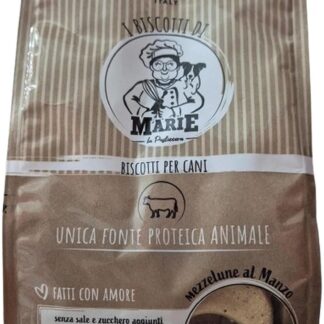 ITALY
I BISCOTTI DI
MARIE
La Pasticcera
BISCOTTI PER CANI
UNICA FONTE PROTEICA ANIMALE
FATTI CON AMORE
Mezzelune al Manzo
senza sale e zucchero aggiunti